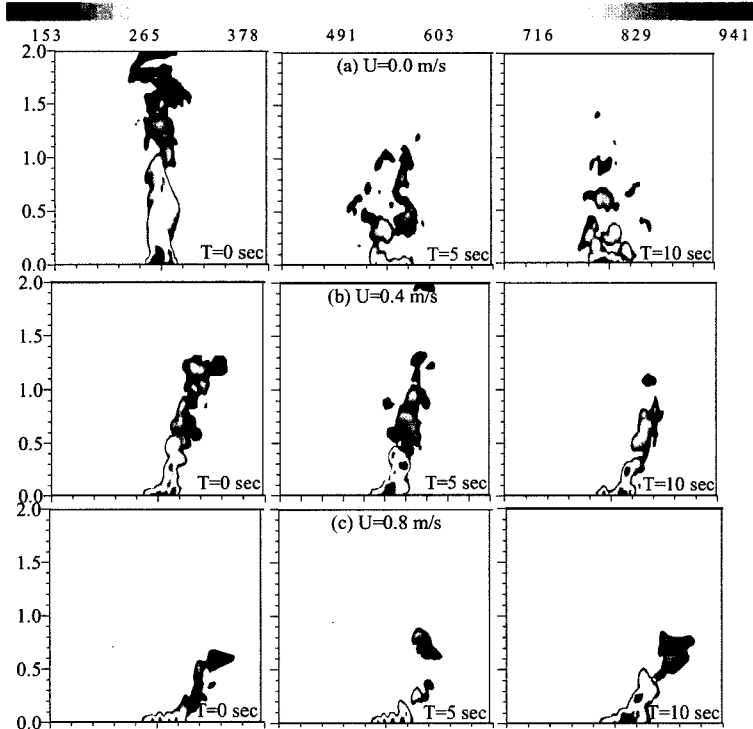 153 265 378 491 603 716 829 941
2.0
(a) U=0.0 m/s
1.5
1.0
0.5
0.0
T=0 sec T=5 sec T=10 sec
2.0
(b) U=0.4 m/s
1.5
1.0
0.5
0.0
T=0 sec T=5 sec T=10 sec
2.0
(c) U=0.8 m/s
1.5
1.0
0.5
0.0
T=0 sec T=5 sec T=10 sec